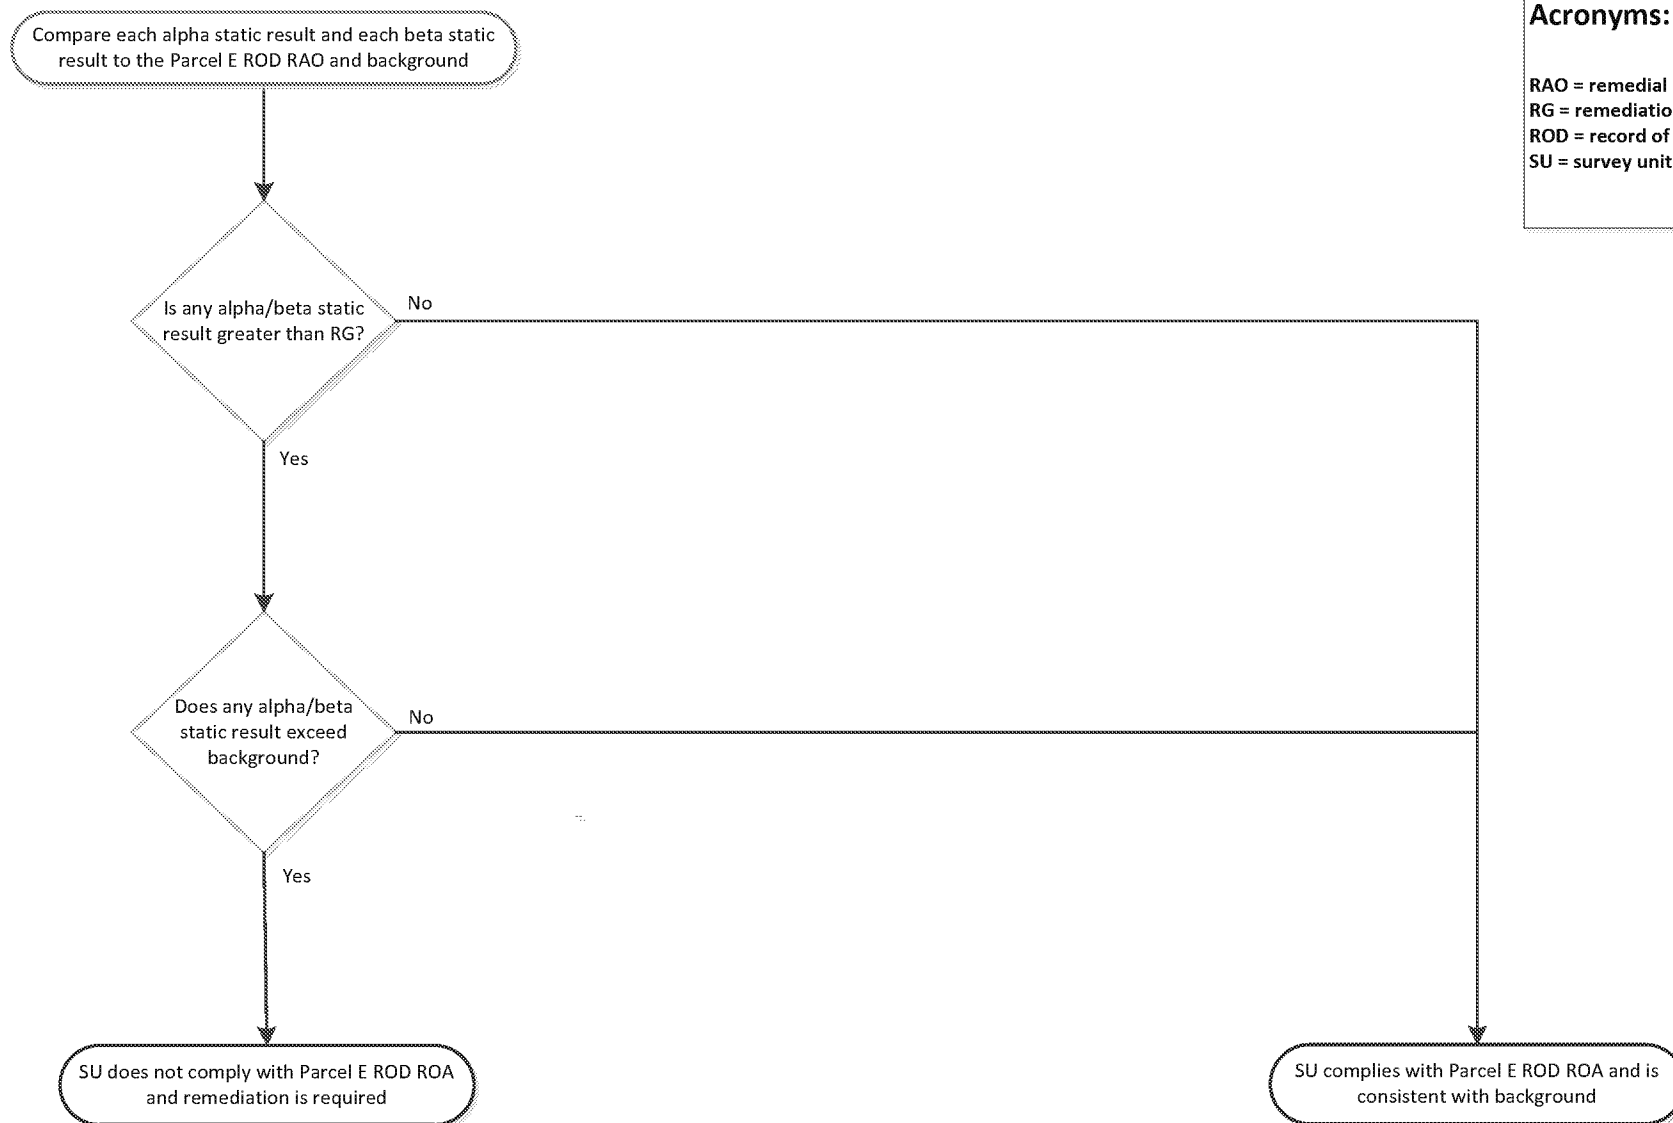 Compare each alpha static result and each beta static
result to the Parcel E ROD RAO and background
Acronyms:
RAO = remedial
RG = remediatio
ROD = record of
SU = survey unit
Is any alpha/beta static
result greater than RG?
No
Yes
Does any alpha/beta
static result exceed
background?
No
Yes
SU does not comply with Parcel E ROD ROA
and remediation is required
SU complies with Parcel E ROD ROA and is
consistent with background